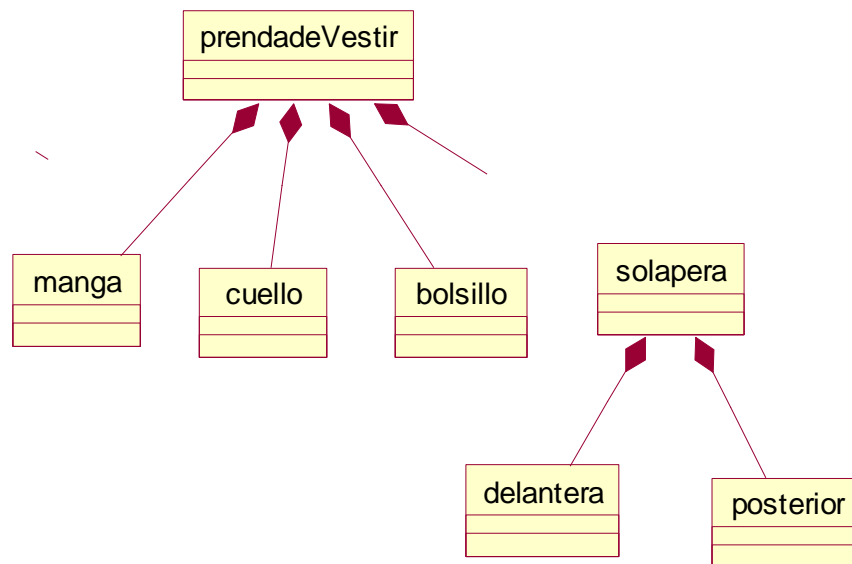 prendadeVestir
manga
cuello
bolsillo
solapera
delantera
posterior